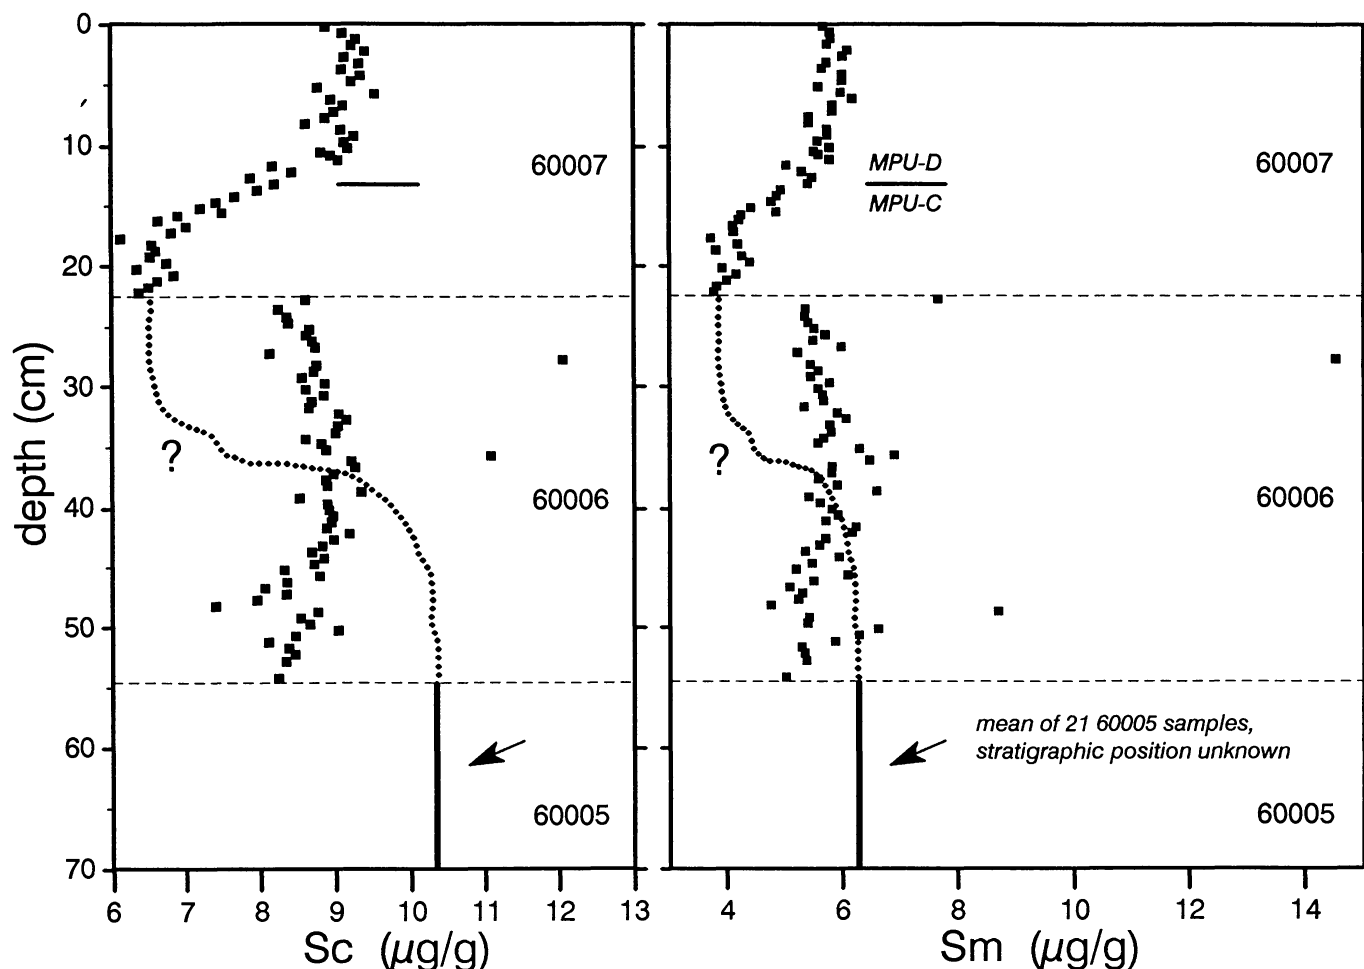 0
10
20
30
40
50
60
70
depth (cm)
60007
?
60006
60005
6 7 8 9 10 11 12 13
Sc (μg/g)
MPU-D
MPU-C
60007
?
60006
mean of 21 60005 samples,
stratigraphic position unknown
60005
4 6 8 10 12 14
Sm (μg/g)